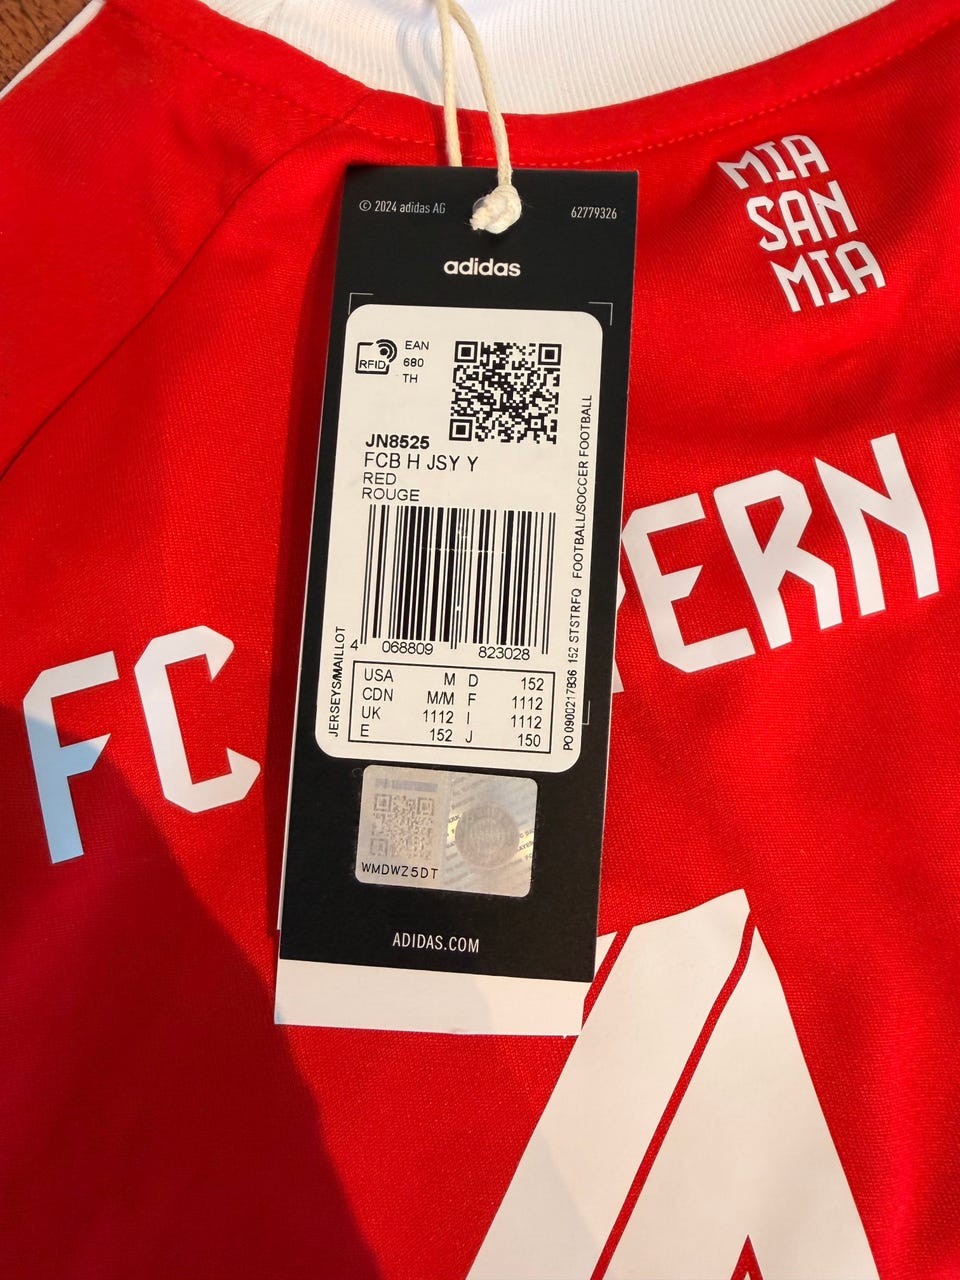 © 2024 adidas AG
62779326
adidas
MIA
SAN
MIA
RFID
EAN
680
TH
JN8525
FCB H JSY Y
RED
ROUGE
4 068809 823028
JERSEYS/MAILLOT
PO 0900217836 152 STSTRFQ FOOTBALL/SOCCER FOOTBALL
USA M D 152
CDN M/M F 1112
UK 1112 I 1112
E 152 J 150
WMDWZ5DT
ADIDAS.COM
FC ERN